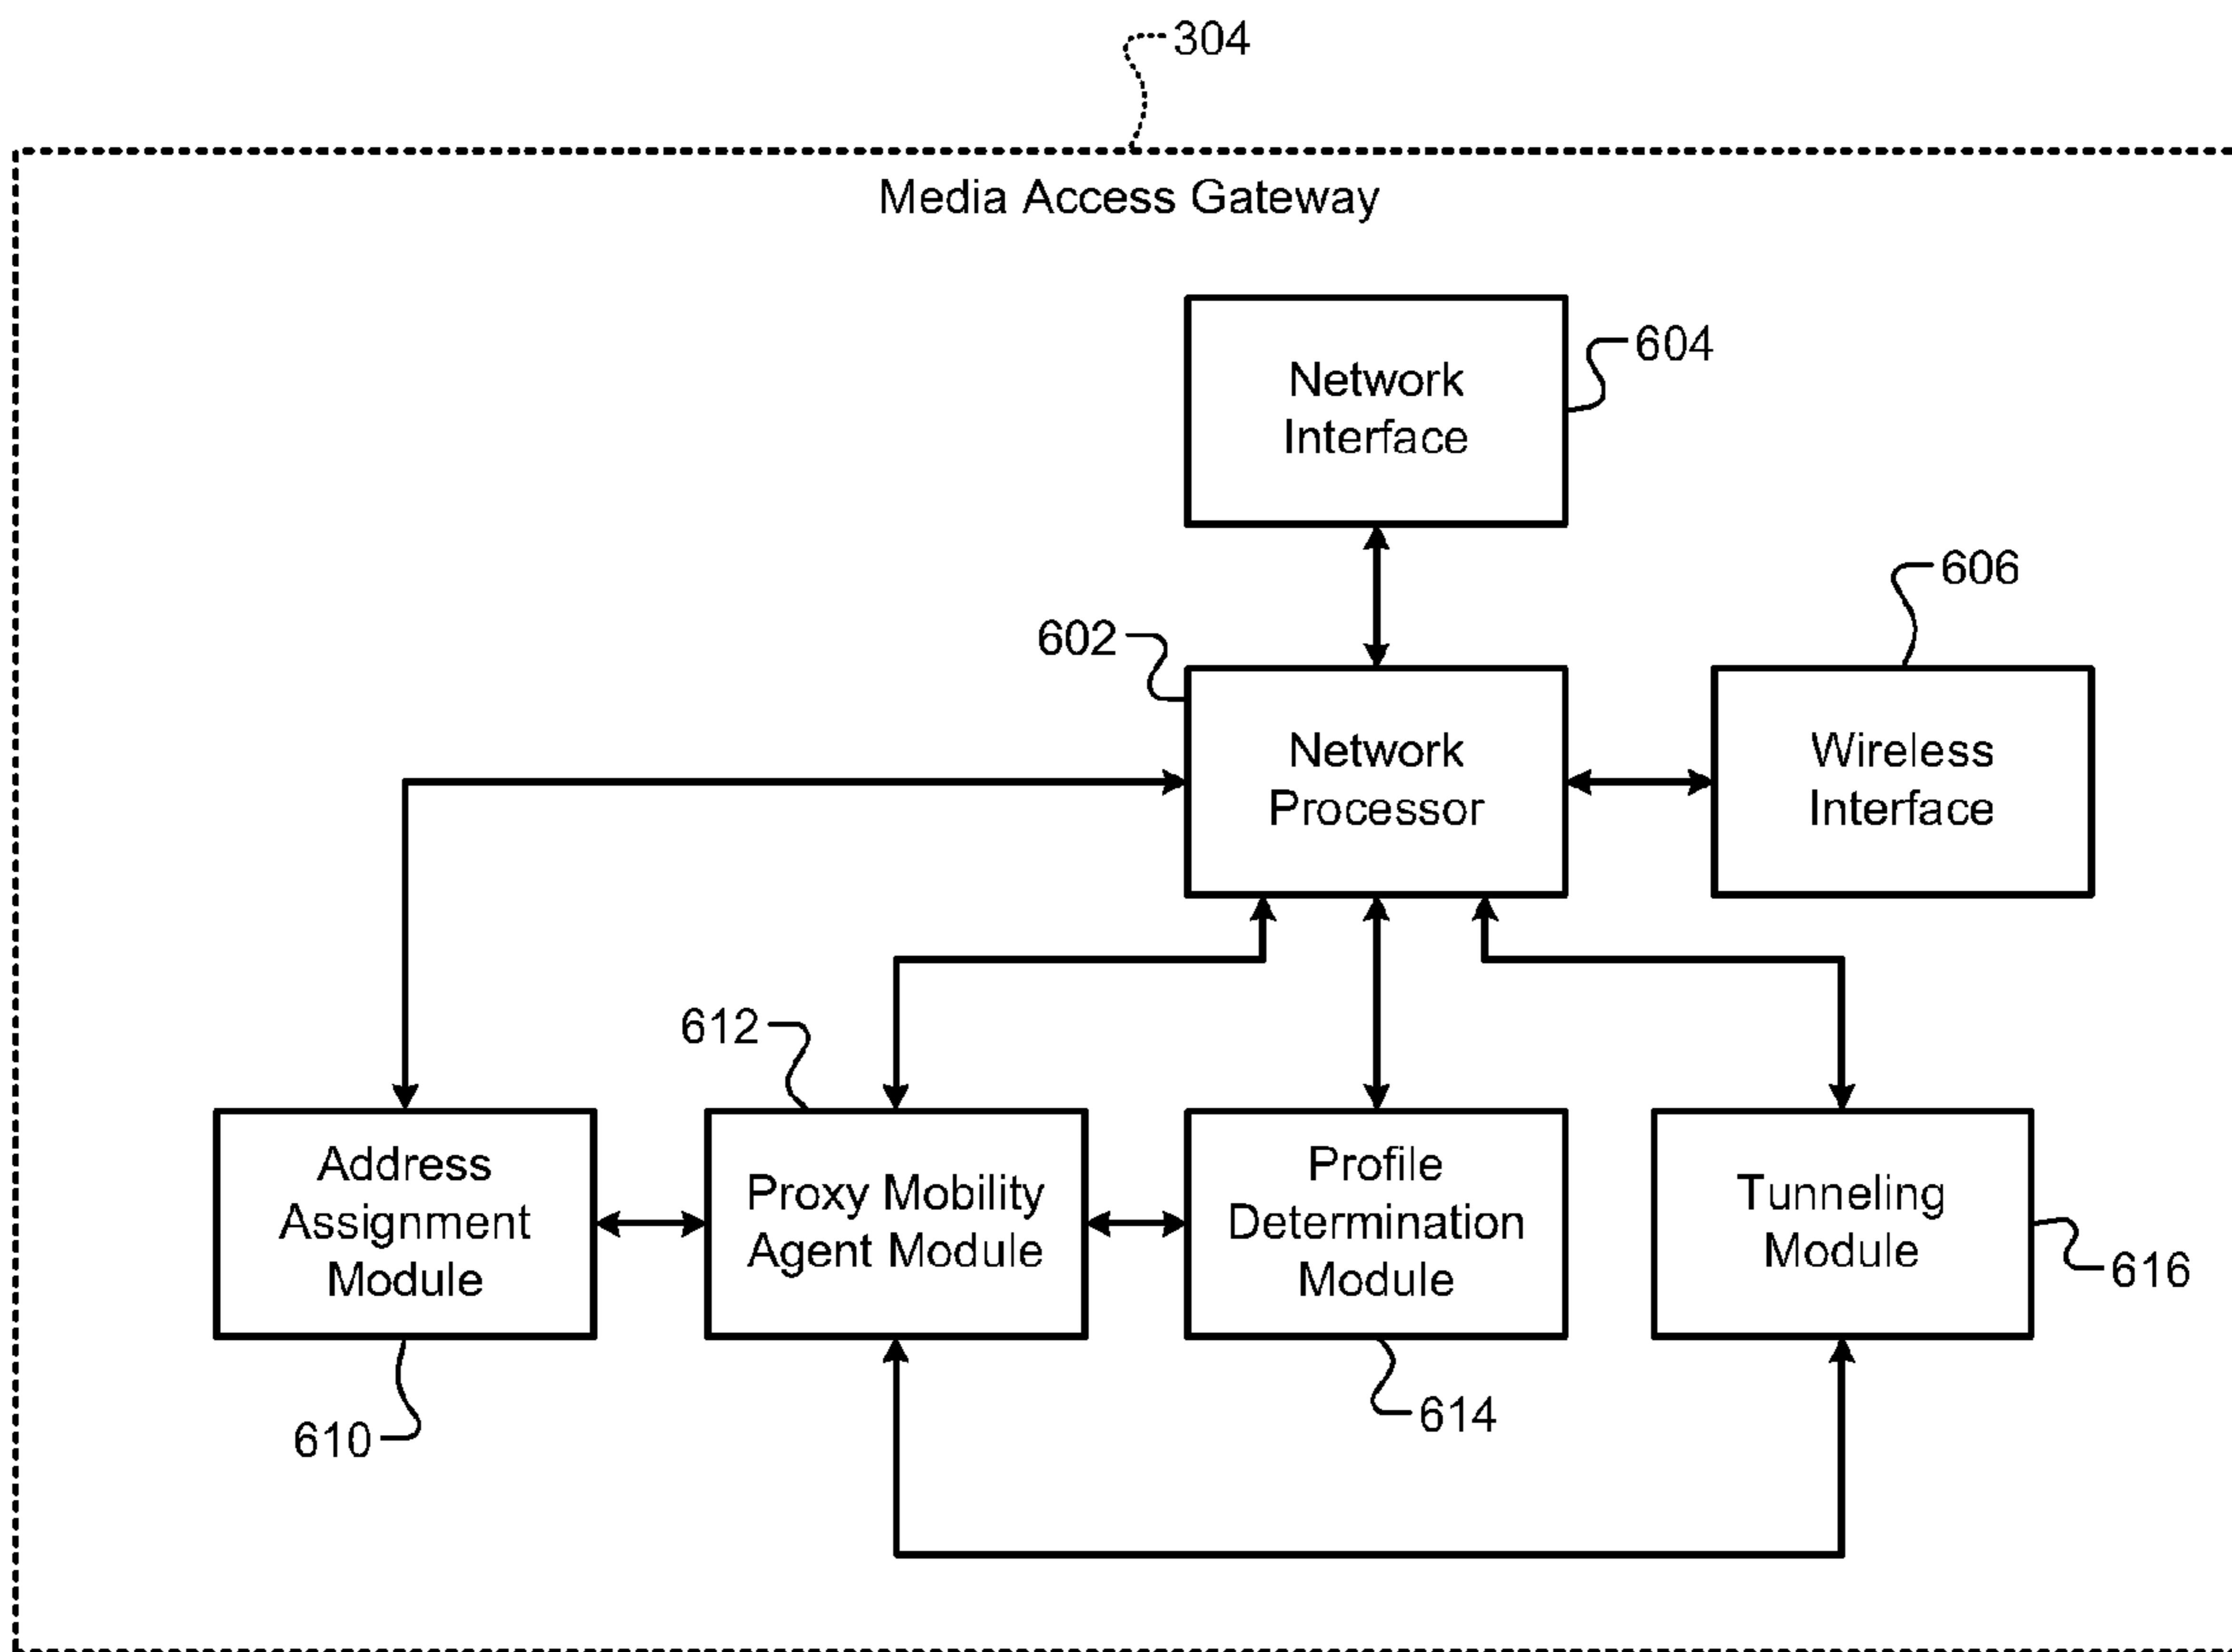 304
Media Access Gateway
Network
Interface
604
606
602
Network
Processor
Wireless
Interface
612
Address
Assignment
Module
Proxy Mobility
Agent Module
Profile
Determination
Module
Tunneling
Module
616
614
610